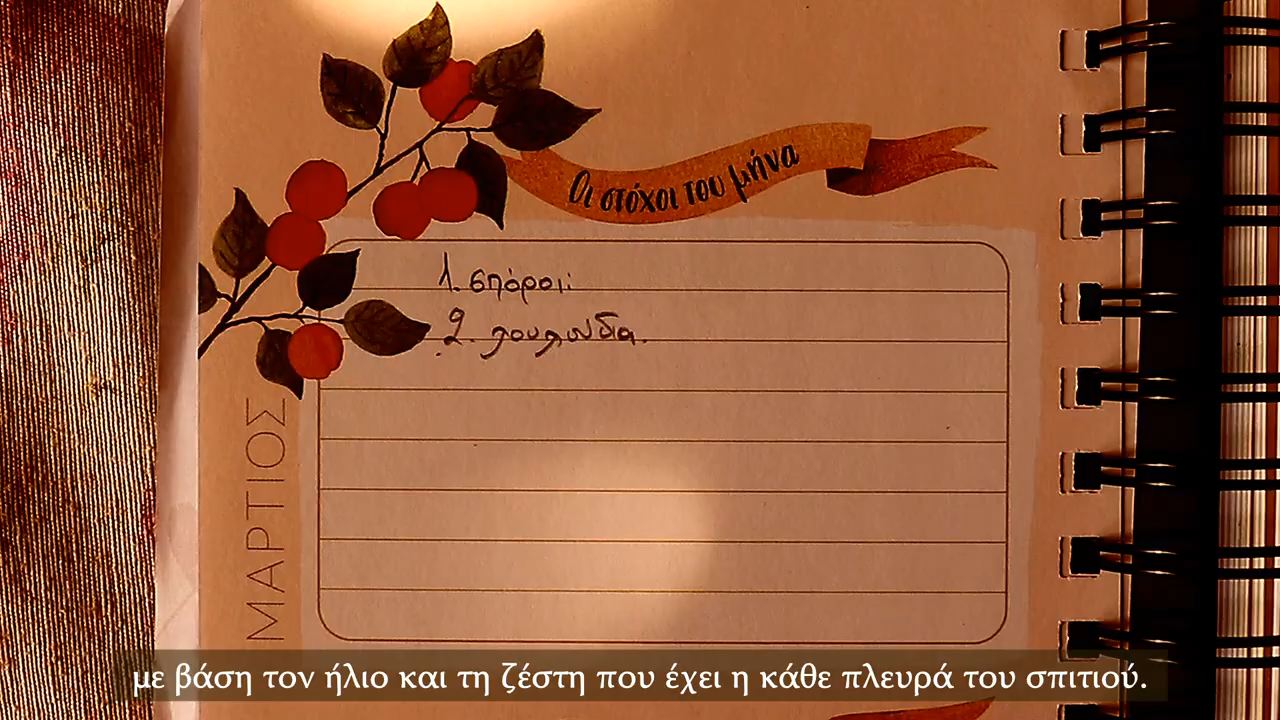 Οι στόχοι του μήνα
1. σπόροι:
2. λουλούδια.
ΜΑΡΤΙΟΣ
με βάση τον ήλιο και τη ζέστη που έχει η κάθε πλευρά του σπιτιού.